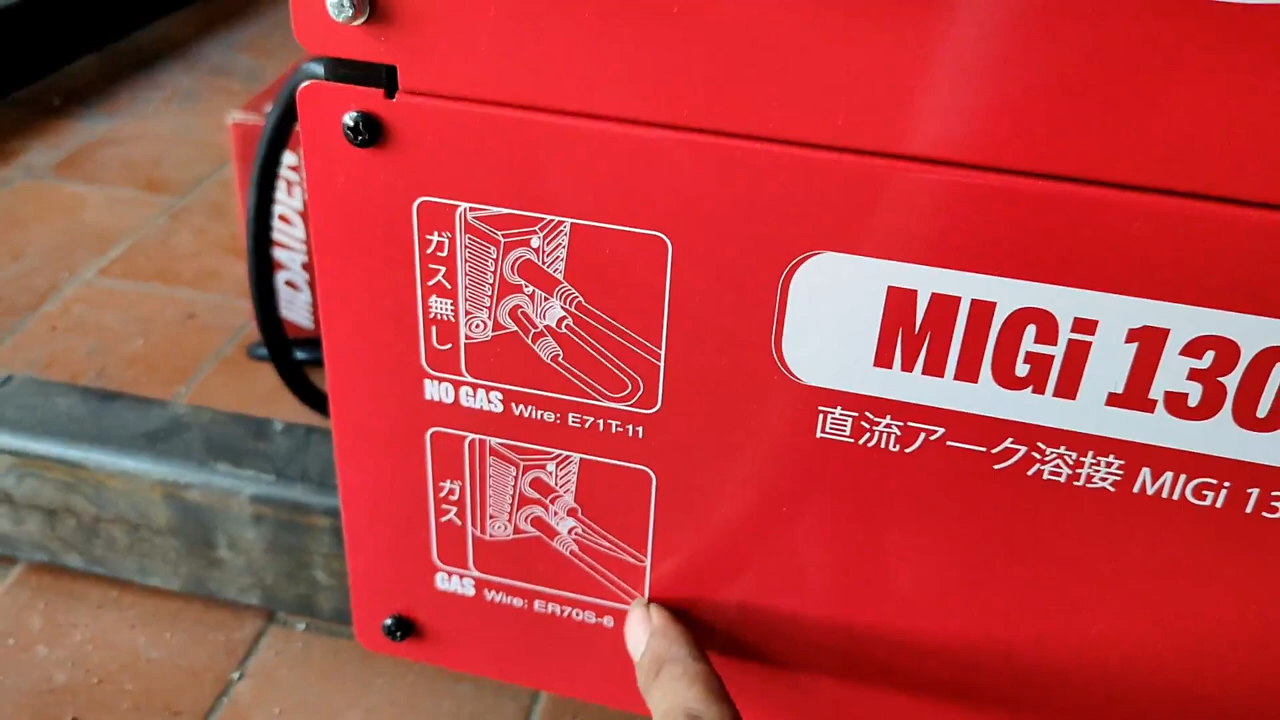 DAIDEN
ガス無し
NO GAS Wire: E71T-11
ガス
GAS Wire: ER70S-6
MIGi 130
直流アーク溶接 MIGi 13